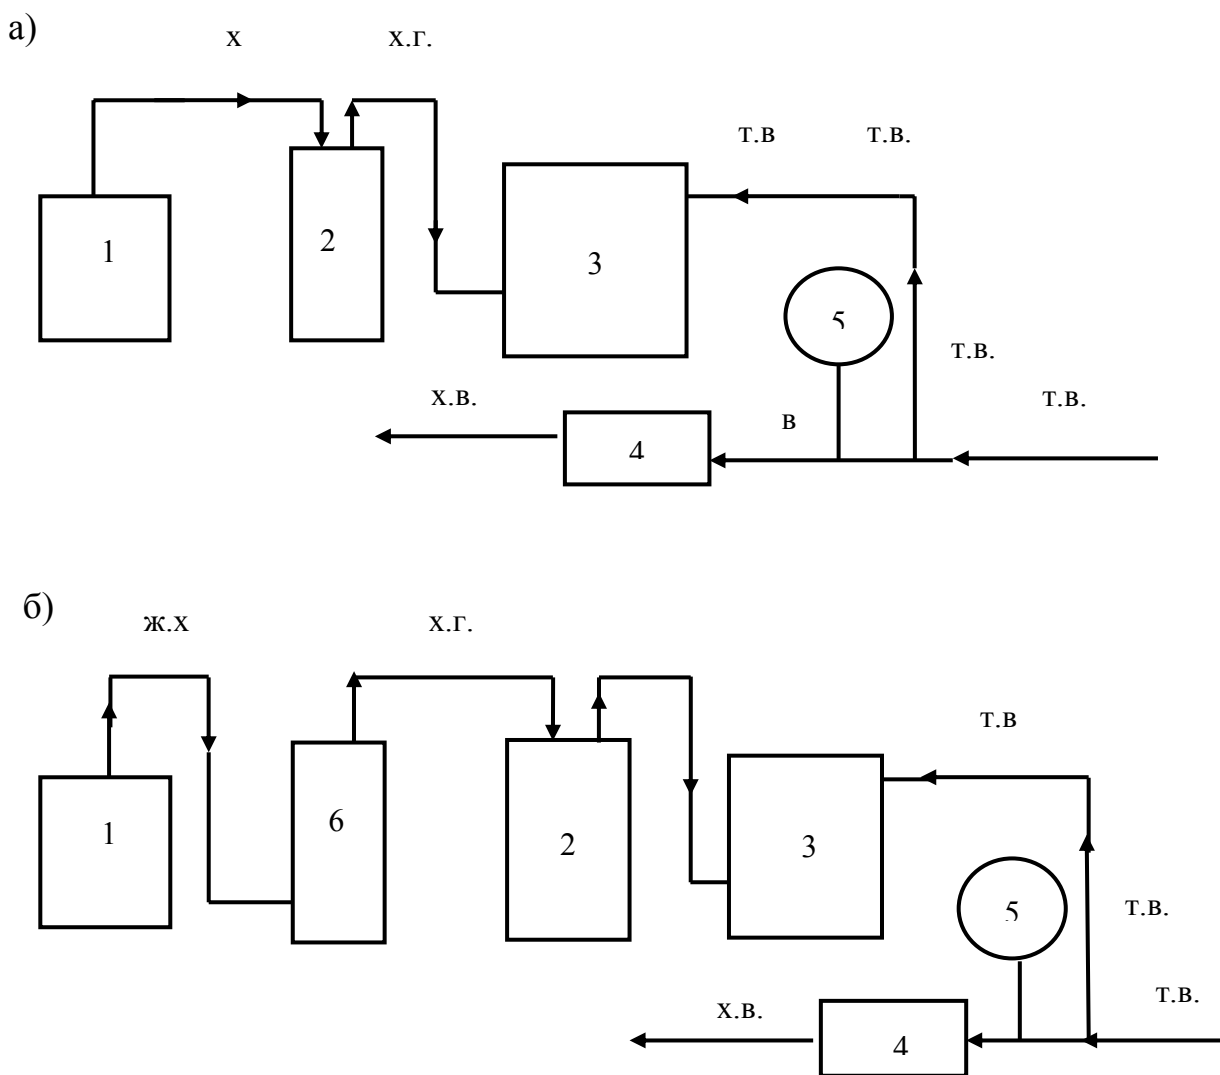 а)
х х.г.
т.в т.в.
1 2 3
5
т.в.
х.в. в т.в.
4
б)
ж.х х.г.
т.в
1 6 2 3
5 т.в.
х.в. т.в.
4